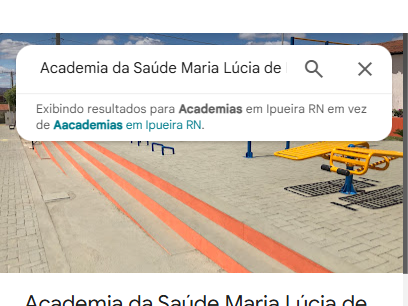 Academia da Saúde Maria Lúcia de
Exibindo resultados para Academias em Ipueira RN em vez
de Aacademias em Ipueira RN.
Academia da Saúde Maria Lúcia de